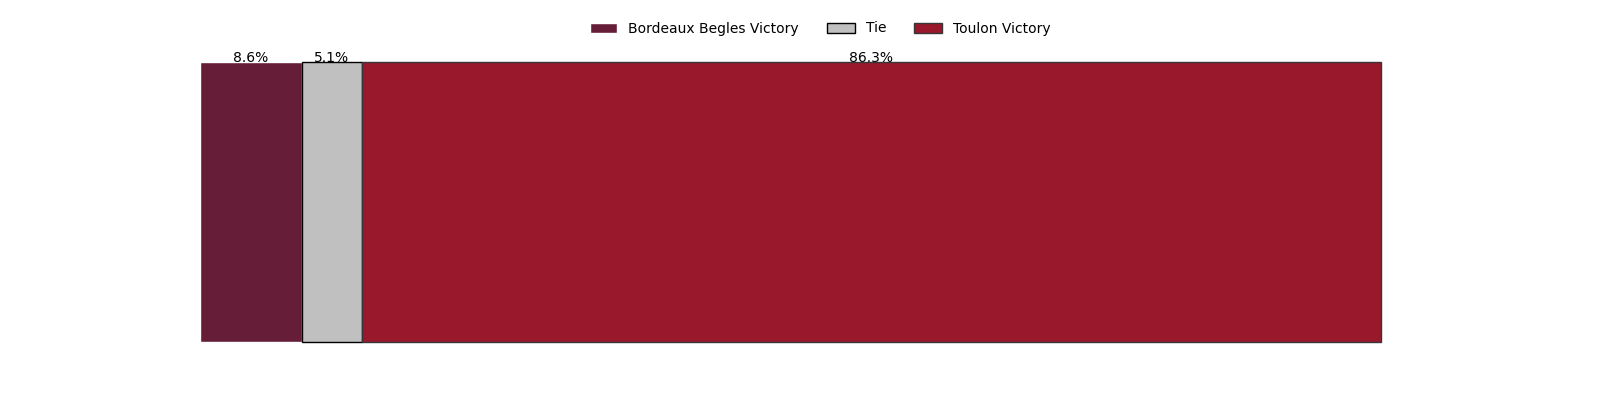 Bordeaux Begles Victory Tie Toulon Victory
8.6% 5.1% 86.3%